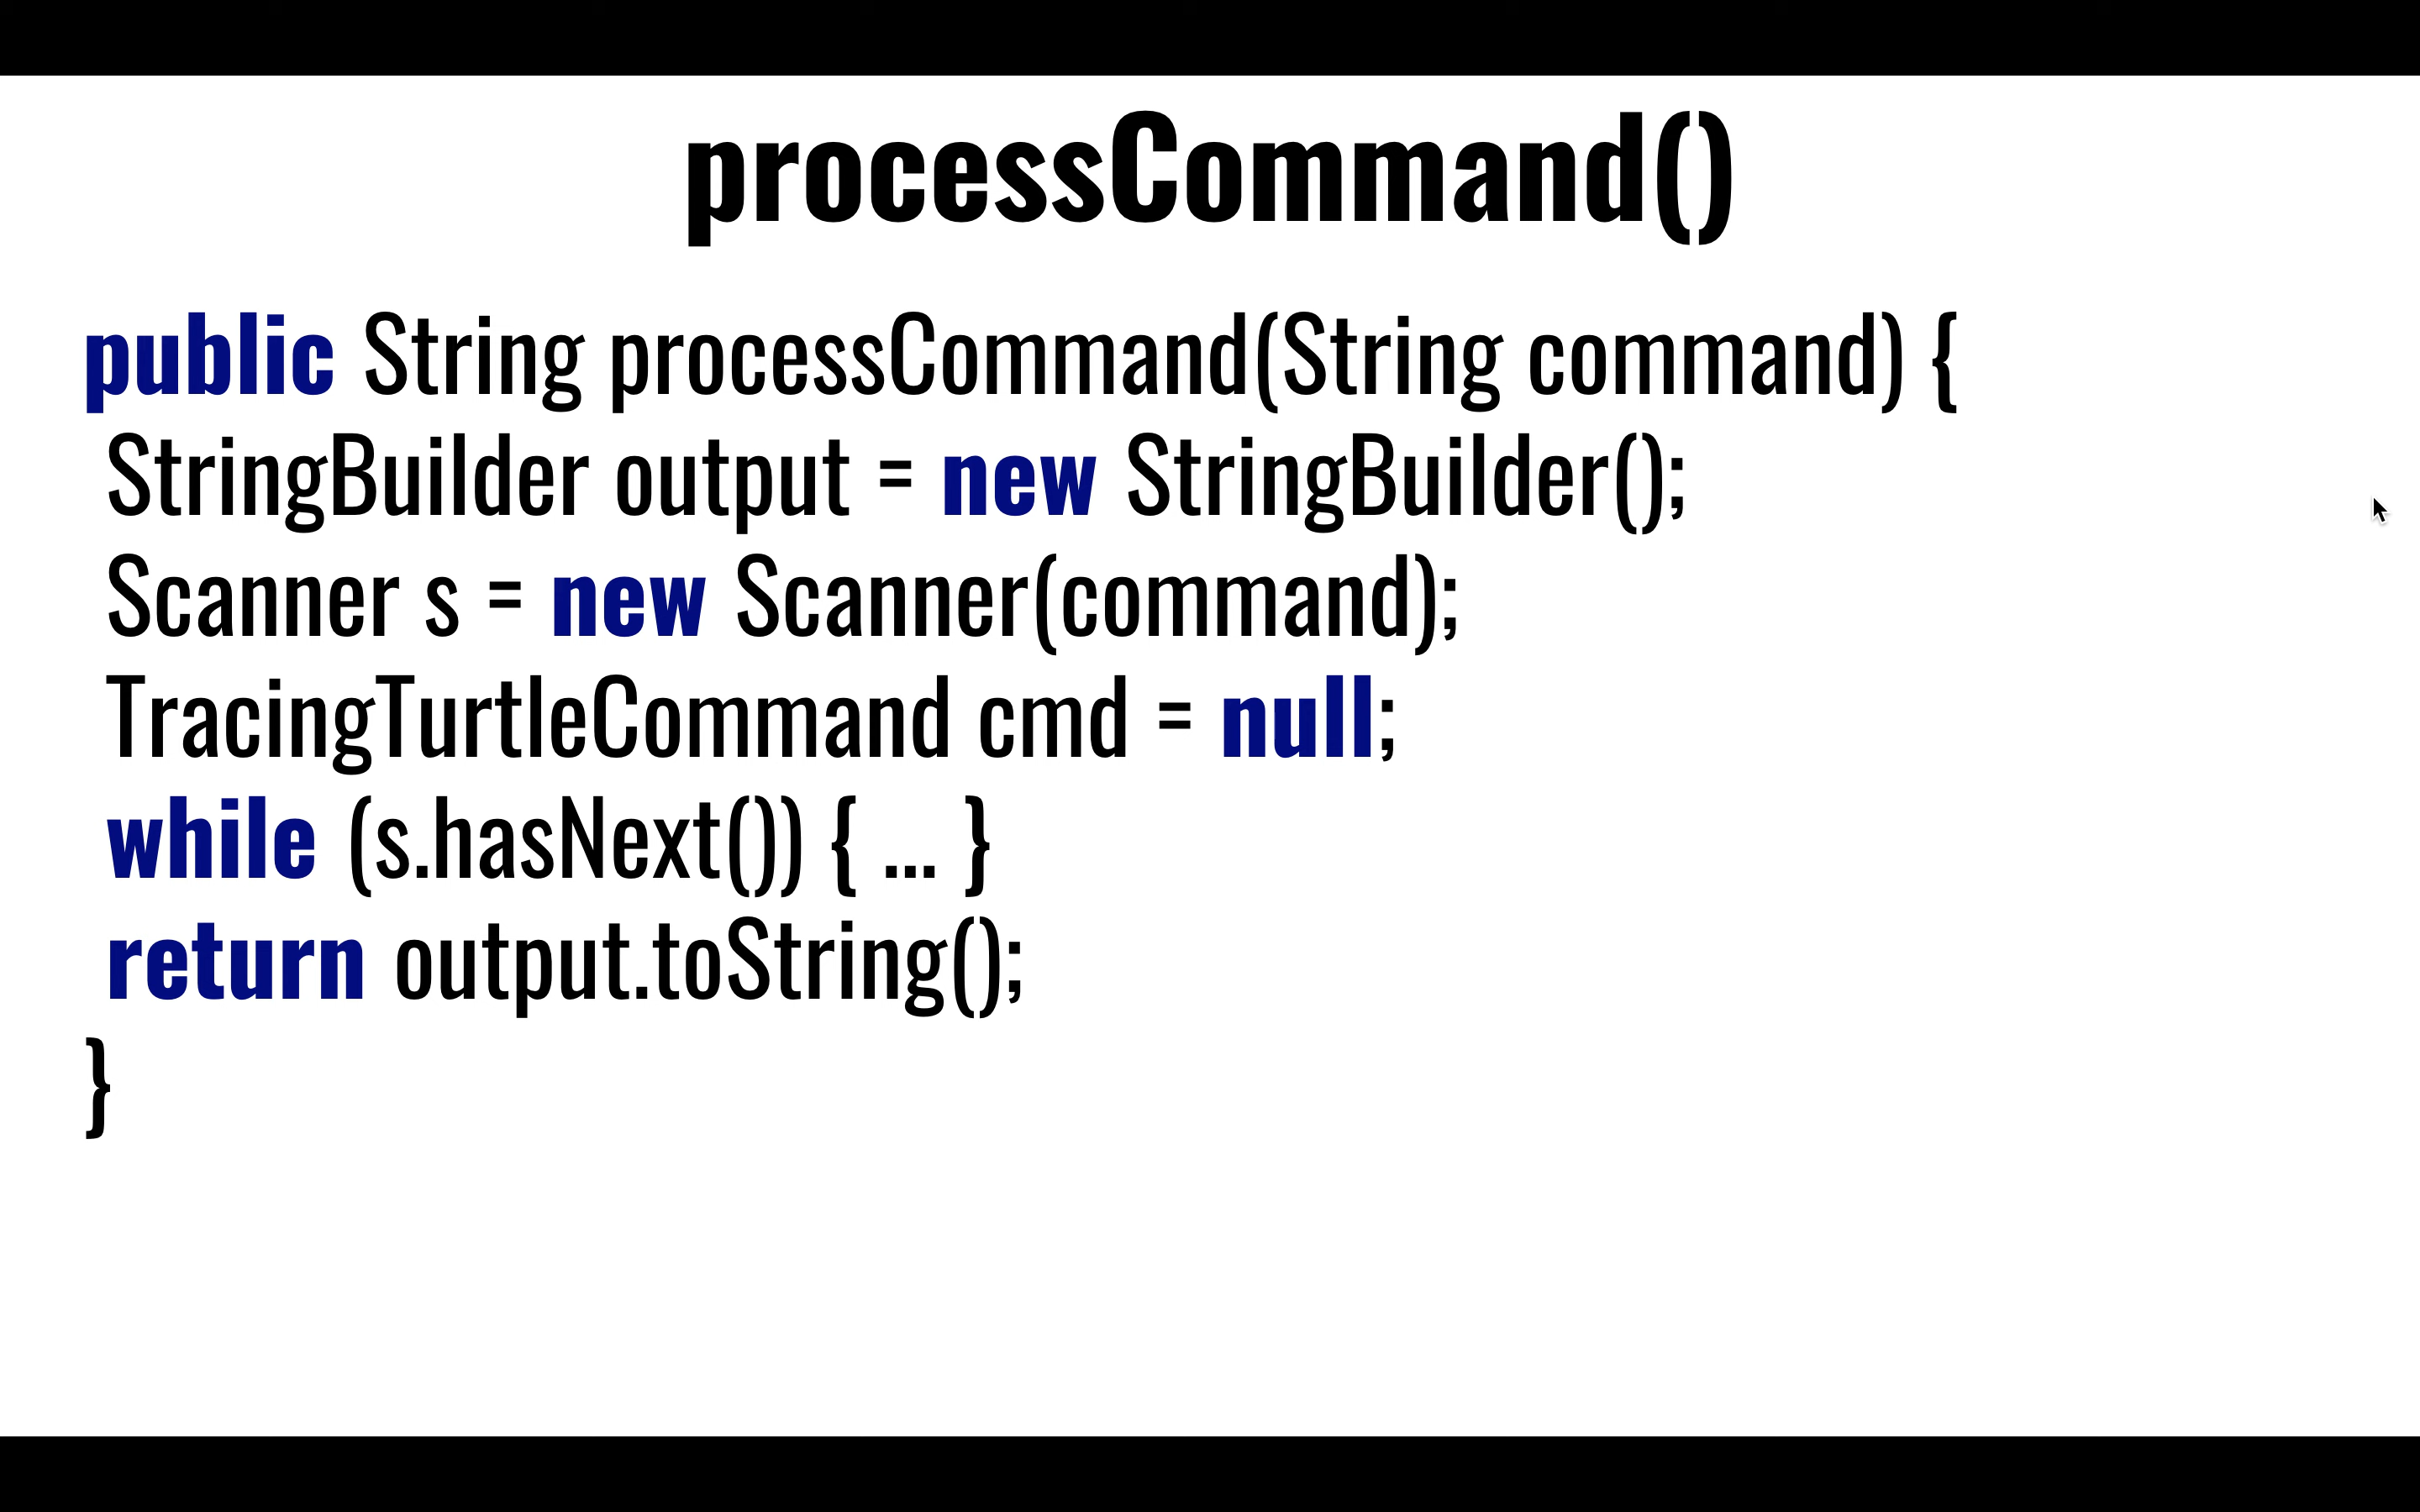 processCommand()
public String processCommand(String command) {
StringBuilder output = new StringBuilder();
Scanner s = new Scanner(command);
TracingTurtleCommand cmd = null;
while (s.hasNext()) { ... }
return output.toString();
}